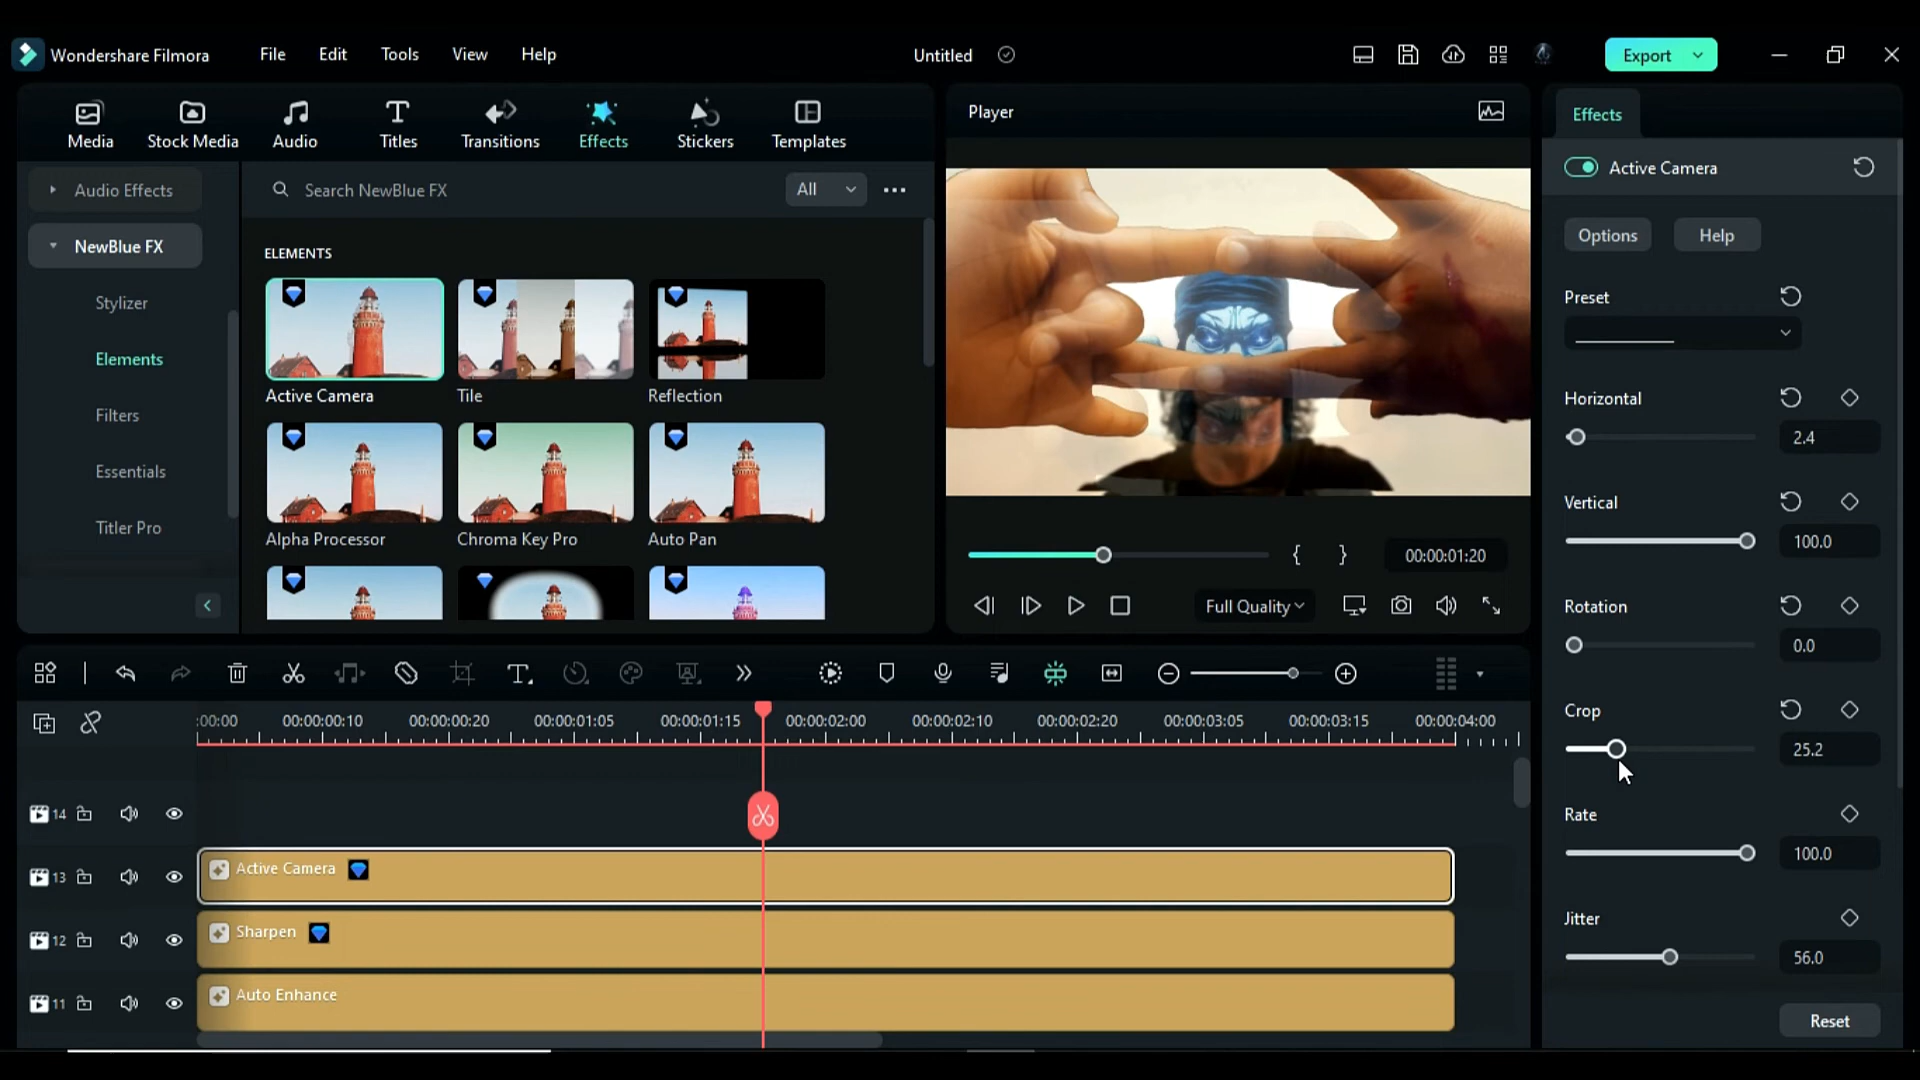 Wondershare Filmora
File
Edit
Tools
View
Help
Untitled
Export
Media
Stock Media
Audio
Titles
Transitions
Effects
Stickers
Templates
Player
Effects
Audio Effects
Search NewBlue FX
All
Active Camera
NewBlue FX
Options
Help
ELEMENTS
Stylizer
Preset
Elements
Active Camera
Tile
Reflection
Horizontal
2.4
Filters
Essentials
Vertical
100.0
Titler Pro
Alpha Processor
Chroma Key Pro
Auto Pan
00:00:01:20
Full Quality
Rotation
0.0
:00:00
00:00:00:10
00:00:00:20
00:00:01:05
00:00:01:15
00:00:02:00
00:00:02:10
00:00:02:20
00:00:03:05
00:00:03:15
00:00:04:00
Crop
25.2
14
Rate
100.0
13
Active Camera
12
Sharpen
Jitter
56.0
11
Auto Enhance
Reset